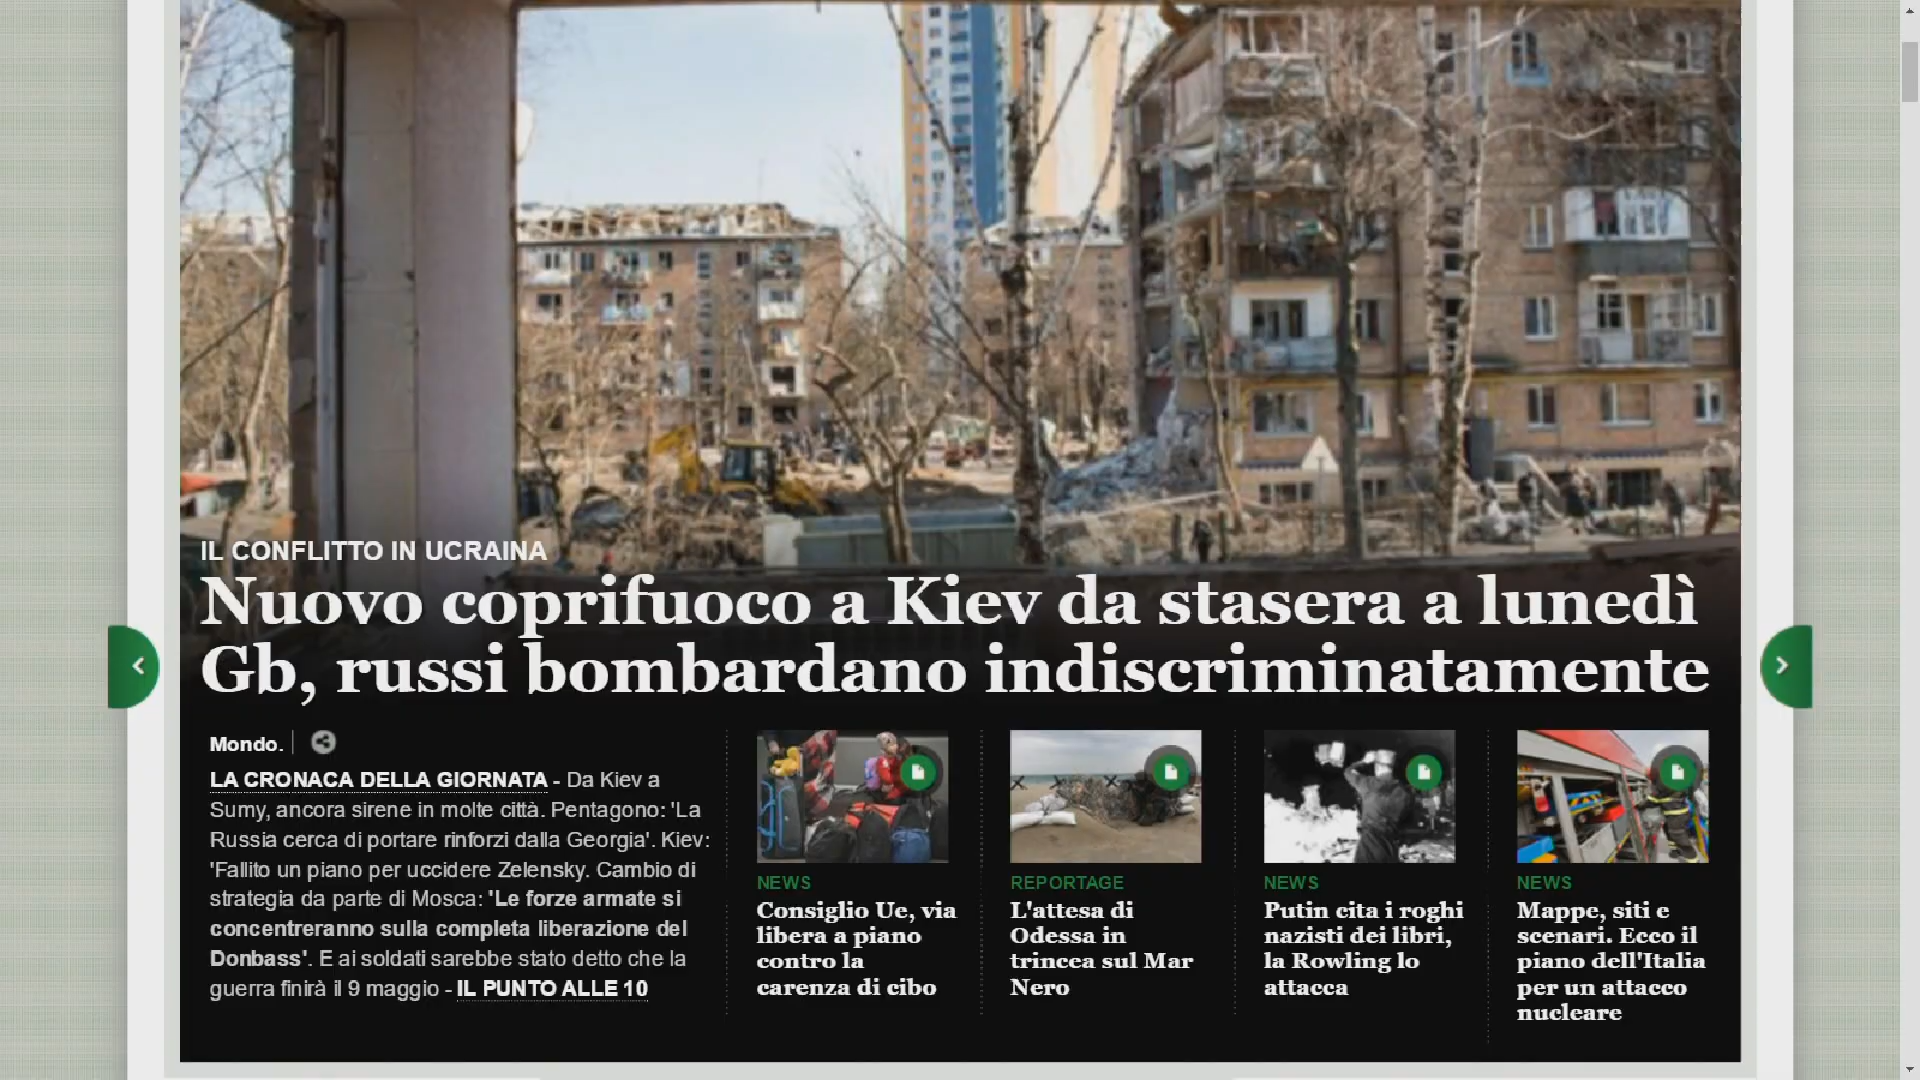 IL CONFLITTO IN UCRAINA
Nuovo coprifuoco a Kiev da stasera a lunedì
Gb, russi bombardano indiscriminatamente
Mondo.
LA CRONACA DELLA GIORNATA - Da Kiev a
Sumy, ancora sirene in molte città. Pentagono: 'La
Russia cerca di portare rinforzi dalla Georgia'. Kiev:
'Fallito un piano per uccidere Zelensky. Cambio di
strategia da parte di Mosca: 'Le forze armate si
concentreranno sulla completa liberazione del
Donbass'. E ai soldati sarebbe stato detto che la
guerra finirà il 9 maggio - IL PUNTO ALLE 10
NEWS
Consiglio Ue, via
libera a piano
contro la
carenza di cibo
REPORTAGE
L'attesa di
Odessa in
trincea sul Mar
Nero
NEWS
Putin cita i roghi
nazisti dei libri,
la Rowling lo
attacca
NEWS
Mappe, siti e
scenari. Ecco il
piano dell'Italia
per un attacco
nucleare